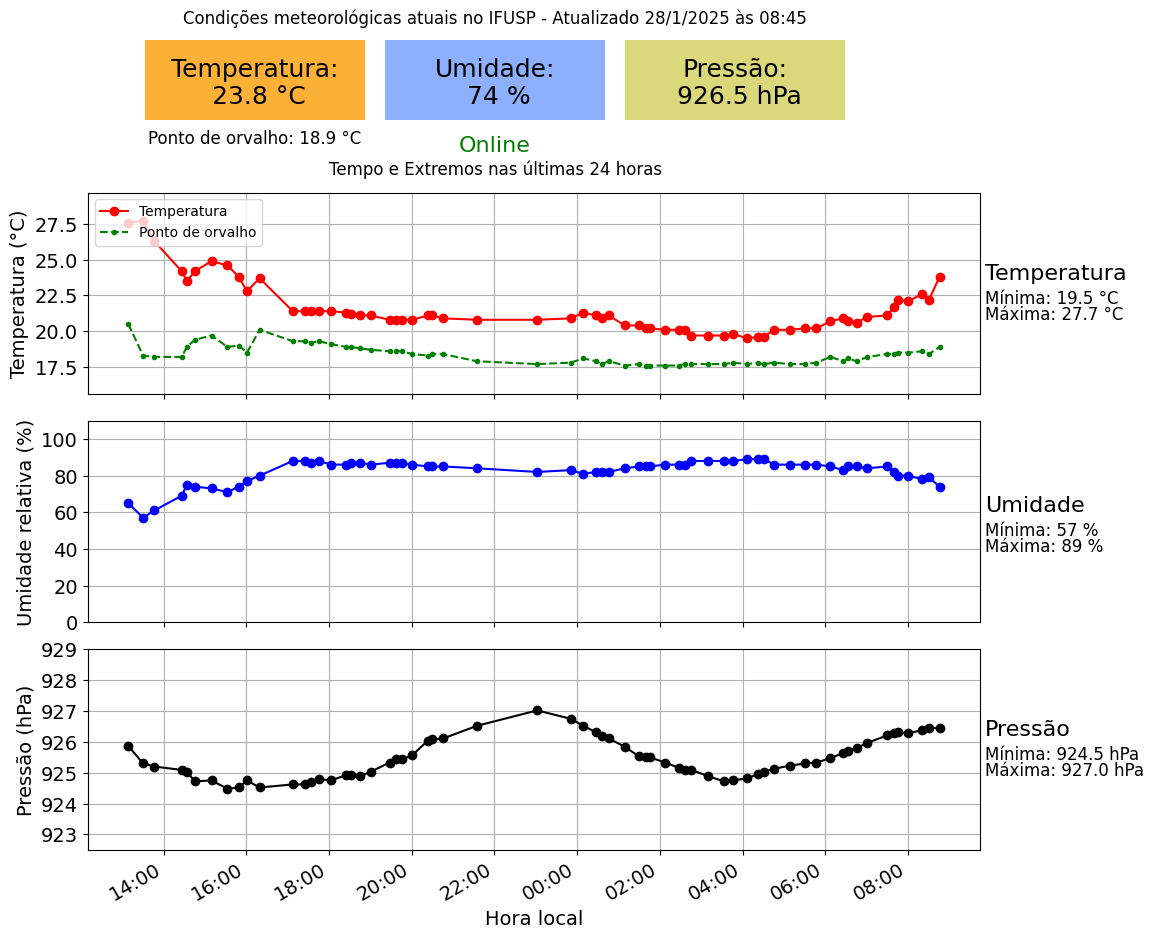 Condições meteorológicas atuais no IFUSP - Atualizado 28/1/2025 às 08:45
Temperatura:
23.8 °C
Umidade:
74 %
Pressão:
926.5 hPa
Ponto de orvalho: 18.9 °C
Online
Tempo e Extremos nas últimas 24 horas
Temperatura (°C)
27.5
25.0
22.5
20.0
17.5
Temperatura
Ponto de orvalho
Temperatura
Mínima: 19.5 °C
Máxima: 27.7 °C
Umidade relativa (%)
100
80
60
40
20
0
Umidade
Mínima: 57 %
Máxima: 89 %
Pressão (hPa)
929
928
927
926
925
924
923
Pressão
Mínima: 924.5 hPa
Máxima: 927.0 hPa
14:00
16:00
18:00
20:00
22:00
00:00
02:00
04:00
06:00
08:00
Hora local